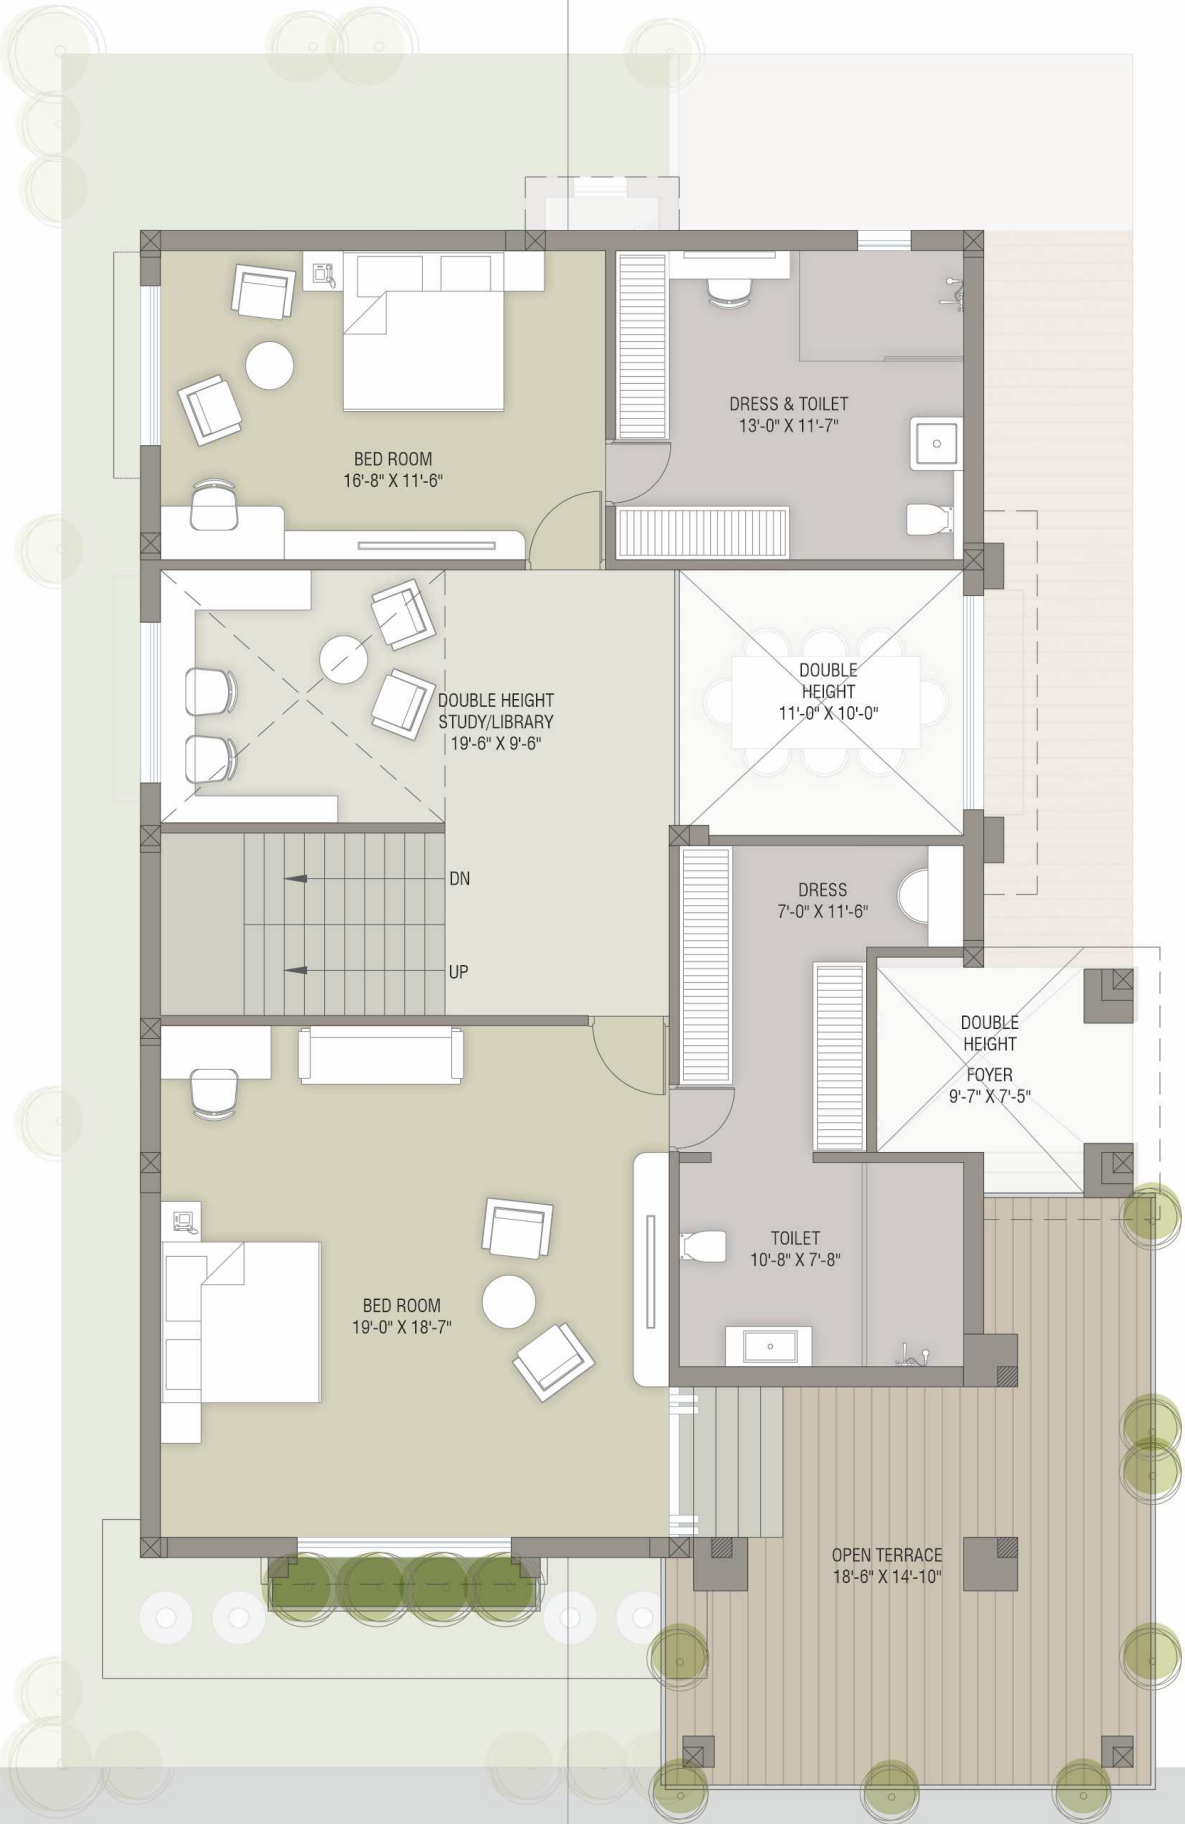 DRESS & TOILET
13'-0" X 11'-7"
BED ROOM
16'-8" X 11'-6"
DOUBLE
HEIGHT
11'-0" X 10'-0"
DOUBLE HEIGHT
STUDY/LIBRARY
19'-6" X 9'-6"
DN
UP
DRESS
7'-0" X 11'-6"
DOUBLE
HEIGHT
FOYER
9'-7" X 7'-5"
TOILET
10'-8" X 7'-8"
BED ROOM
19'-0" X 18'-7"
OPEN TERRACE
18'-6" X 14'-10"